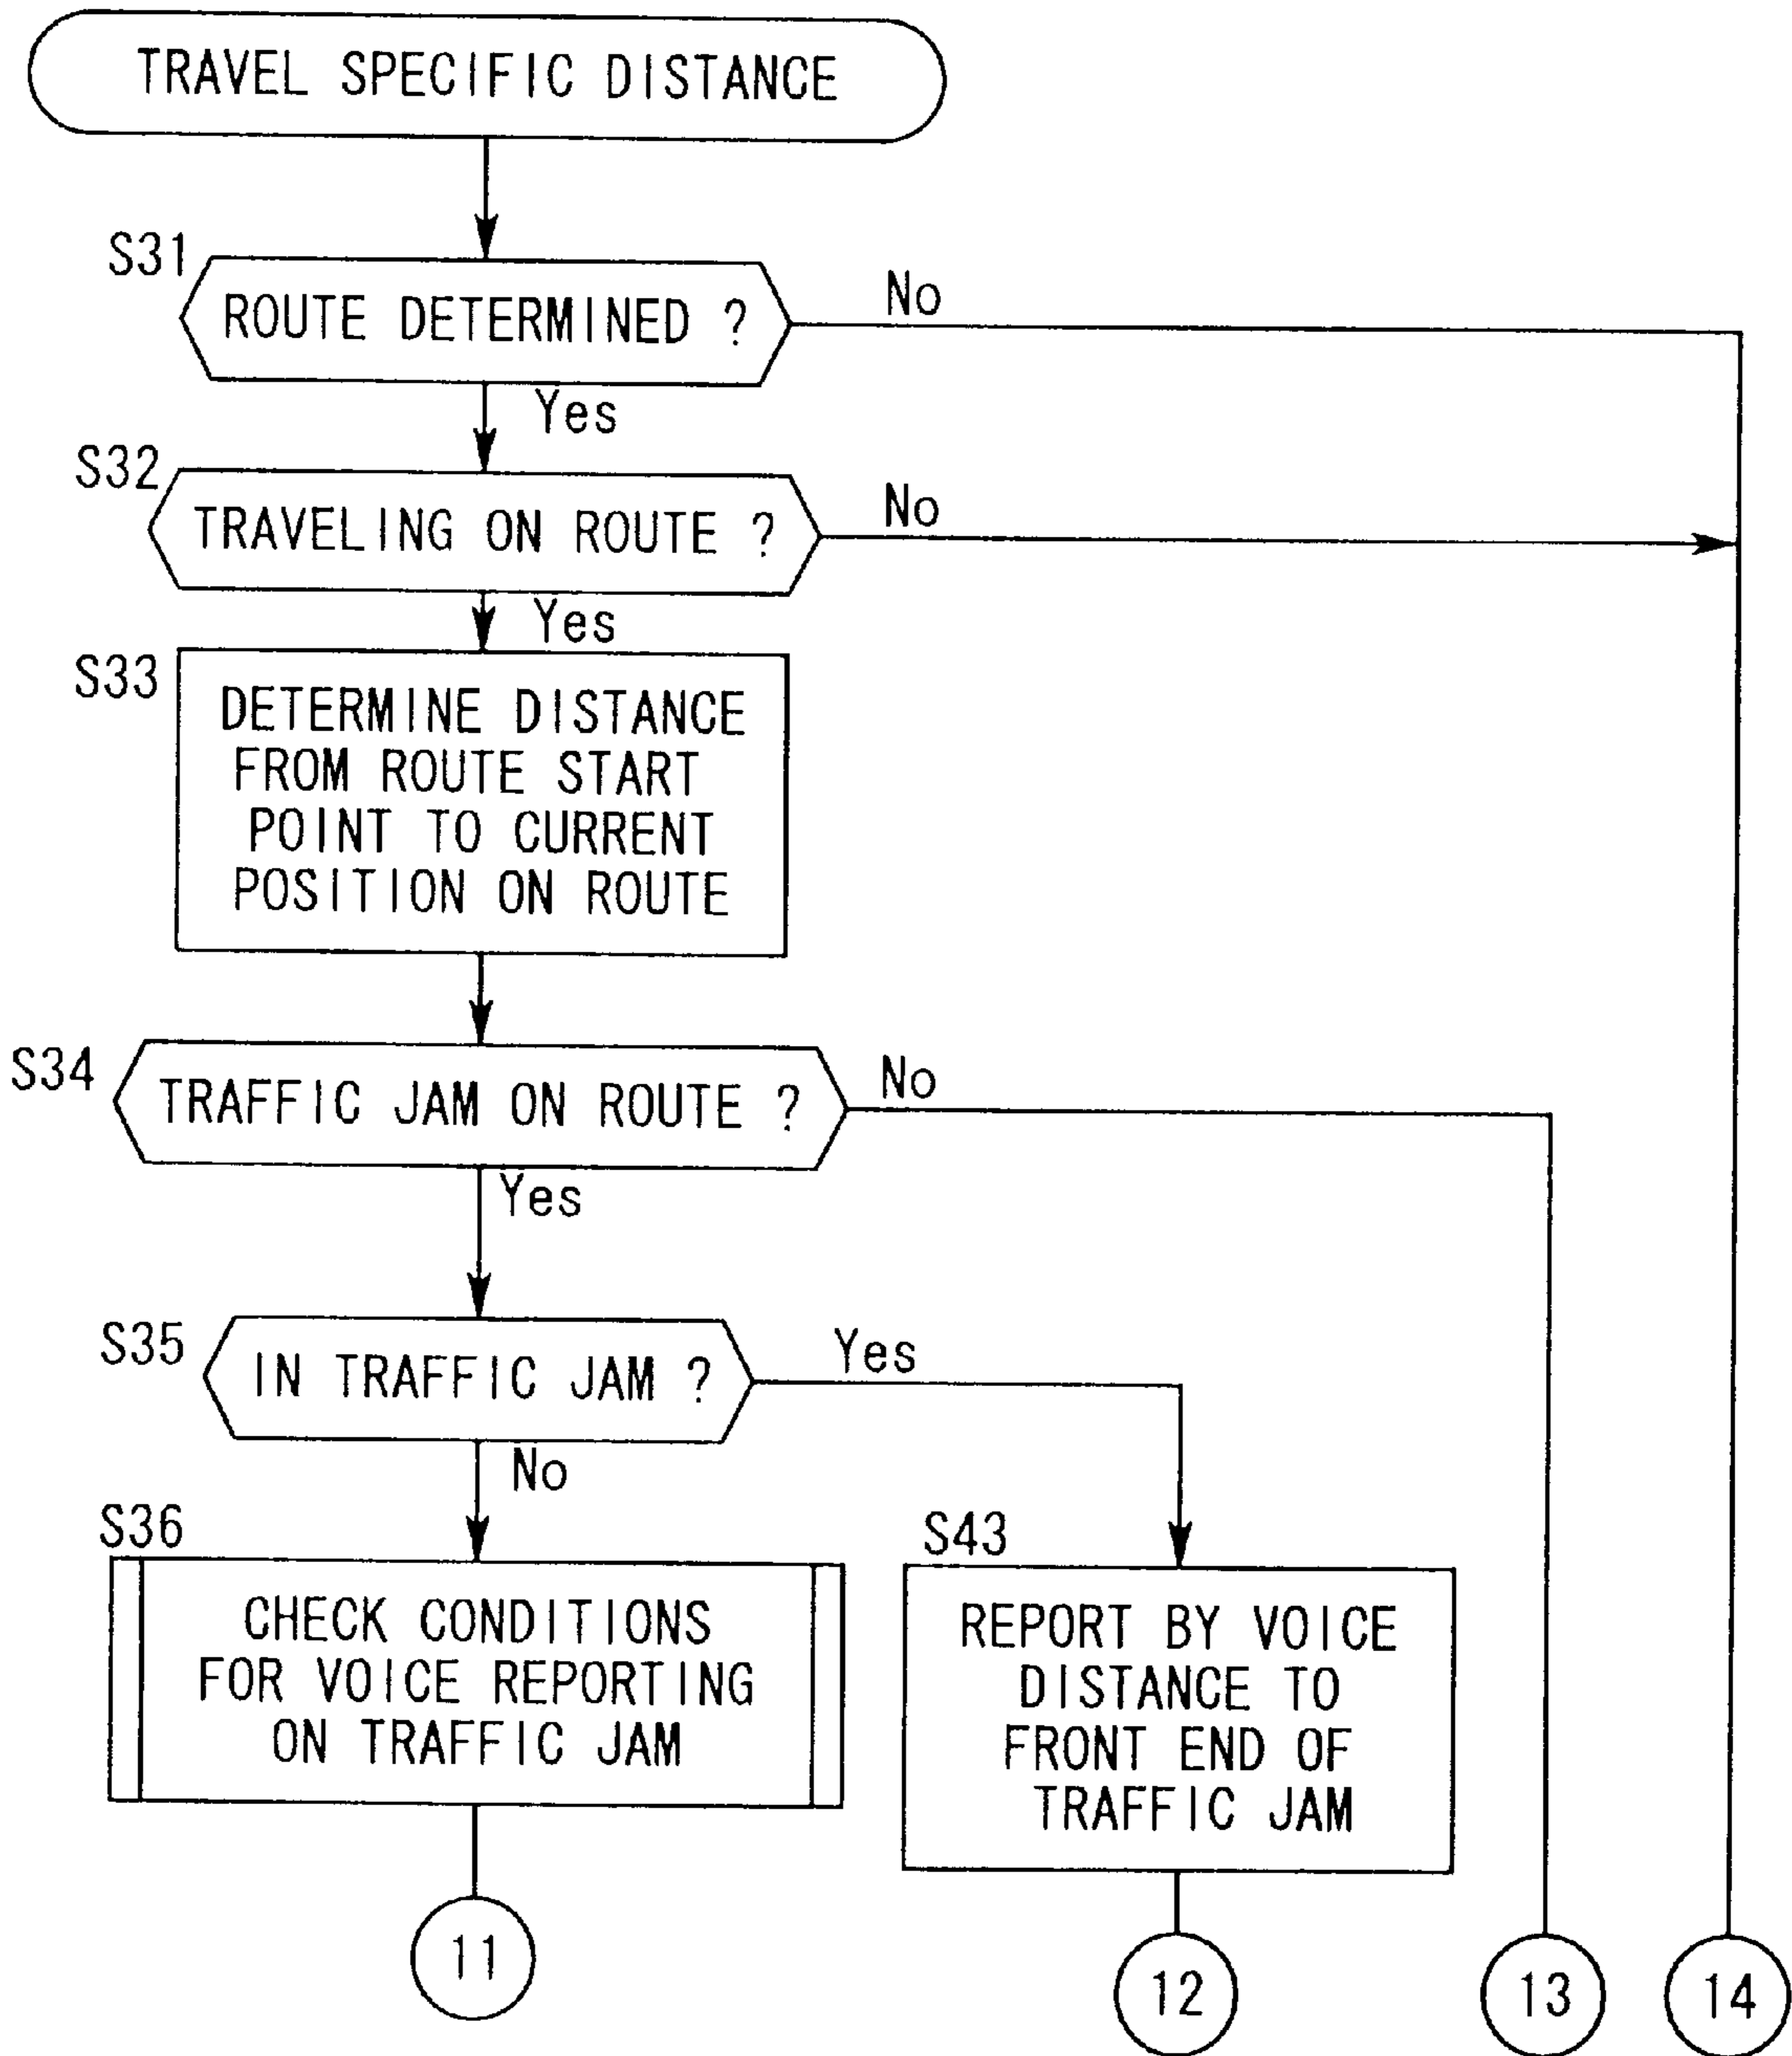 TRAVEL SPECIFIC DISTANCE
S31
ROUTE DETERMINED ?
No
Yes
S32
TRAVELING ON ROUTE ?
No
Yes
S33
DETERMINE DISTANCE
FROM ROUTE START
POINT TO CURRENT
POSITION ON ROUTE
S34
TRAFFIC JAM ON ROUTE ?
No
Yes
S35
IN TRAFFIC JAM ?
Yes
No
S36
CHECK CONDITIONS
FOR VOICE REPORTING
ON TRAFFIC JAM
S43
REPORT BY VOICE
DISTANCE TO
FRONT END OF
TRAFFIC JAM
11
12
13
14